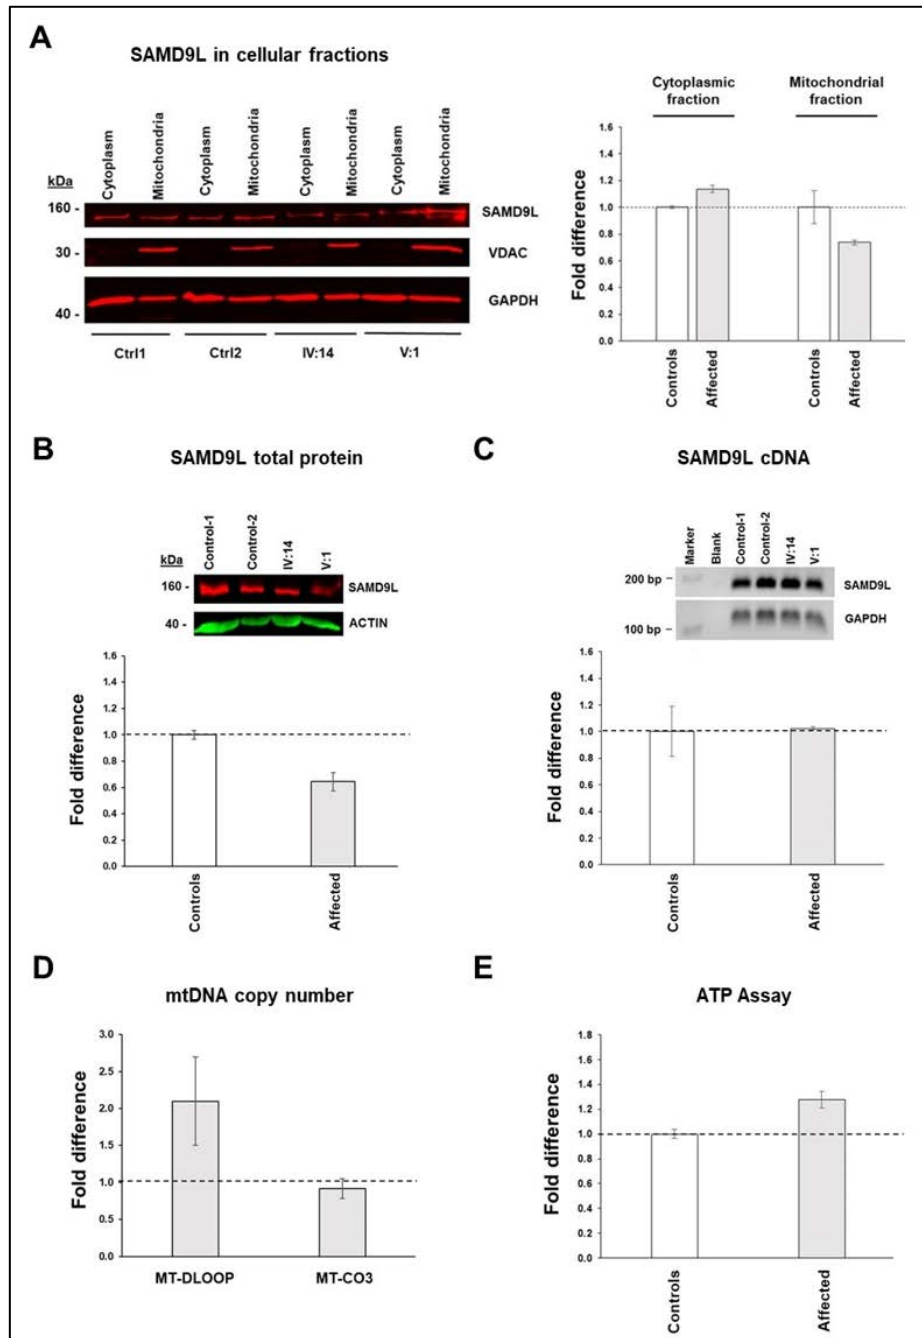 A
SAMD9L in cellular fractions
Cytoplasm
Mitochondria
Cytoplasm
Mitochondria
Cytoplasm
Mitochondria
Cytoplasm
Mitochondria
kDa
160 -
SAMD9L
30 -
VDAC
40 -
GAPDH
Ctrl1
Ctrl2
IV:14
V:1
Cytoplasmic
fraction
Mitochondrial
fraction
Fold difference
1.6
1.4
1.2
1.0
0.8
0.6
0.4
0.2
0.0
Controls
Affected
Controls
Affected
B
SAMD9L total protein
Control-1
Control-2
IV:14
V:1
kDa
160 -
SAMD9L
40 -
ACTIN
Fold difference
1.6
1.4
1.2
1.0
0.8
0.6
0.4
0.2
0.0
Controls
Affected
C
SAMD9L cDNA
Marker
Blank
Control-1
Control-2
IV:14
V:1
200 bp
SAMD9L
GAPDH
100 bp
Fold difference
1.6
1.4
1.2
1.0
0.8
0.6
0.4
0.2
0.0
Controls
Affected
D
mtDNA copy number
Fold difference
3.0
2.5
2.0
1.5
1.0
0.5
0.0
MT-DLOOP
MT-CO3
E
ATP Assay
Fold difference
1.8
1.6
1.4
1.2
1.0
0.8
0.6
0.4
0.2
0.0
Controls
Affected